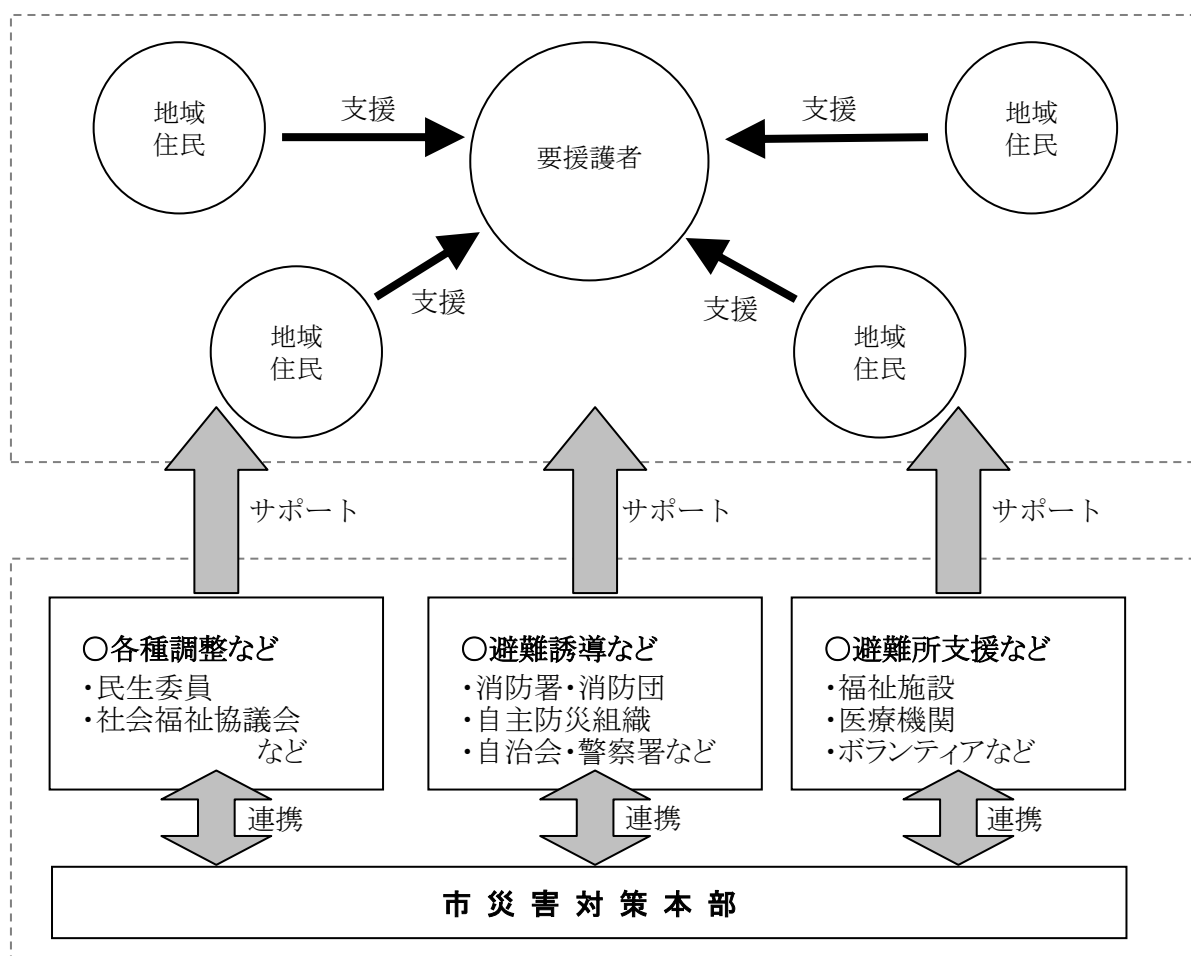 地域
住民
支援
要援護者
支援
地域
住民
地域
住民
支援
支援
地域
住民
サポート
サポート
サポート
○各種調整など
・民生委員
・社会福祉協議会
など
○避難誘導など
・消防署・消防団
・自主防災組織
・自治会・警察署など
○避難所支援など
・福祉施設
・医療機関
・ボランティアなど
連携
連携
連携
市災害対策本部